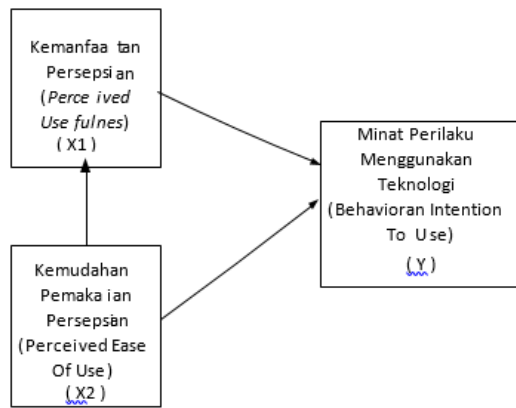 Kemanfaa tan
Persepsi an
(Perce ived
Use fulnes)
( X1 )
Minat Perilaku
Menggunakan
Teknologi
(Behavioran Intention
To Use)
( Y )
Kemudahan
Pemaka ian
Persepsian
(Perceived Ease
Of Use)
( X2 )